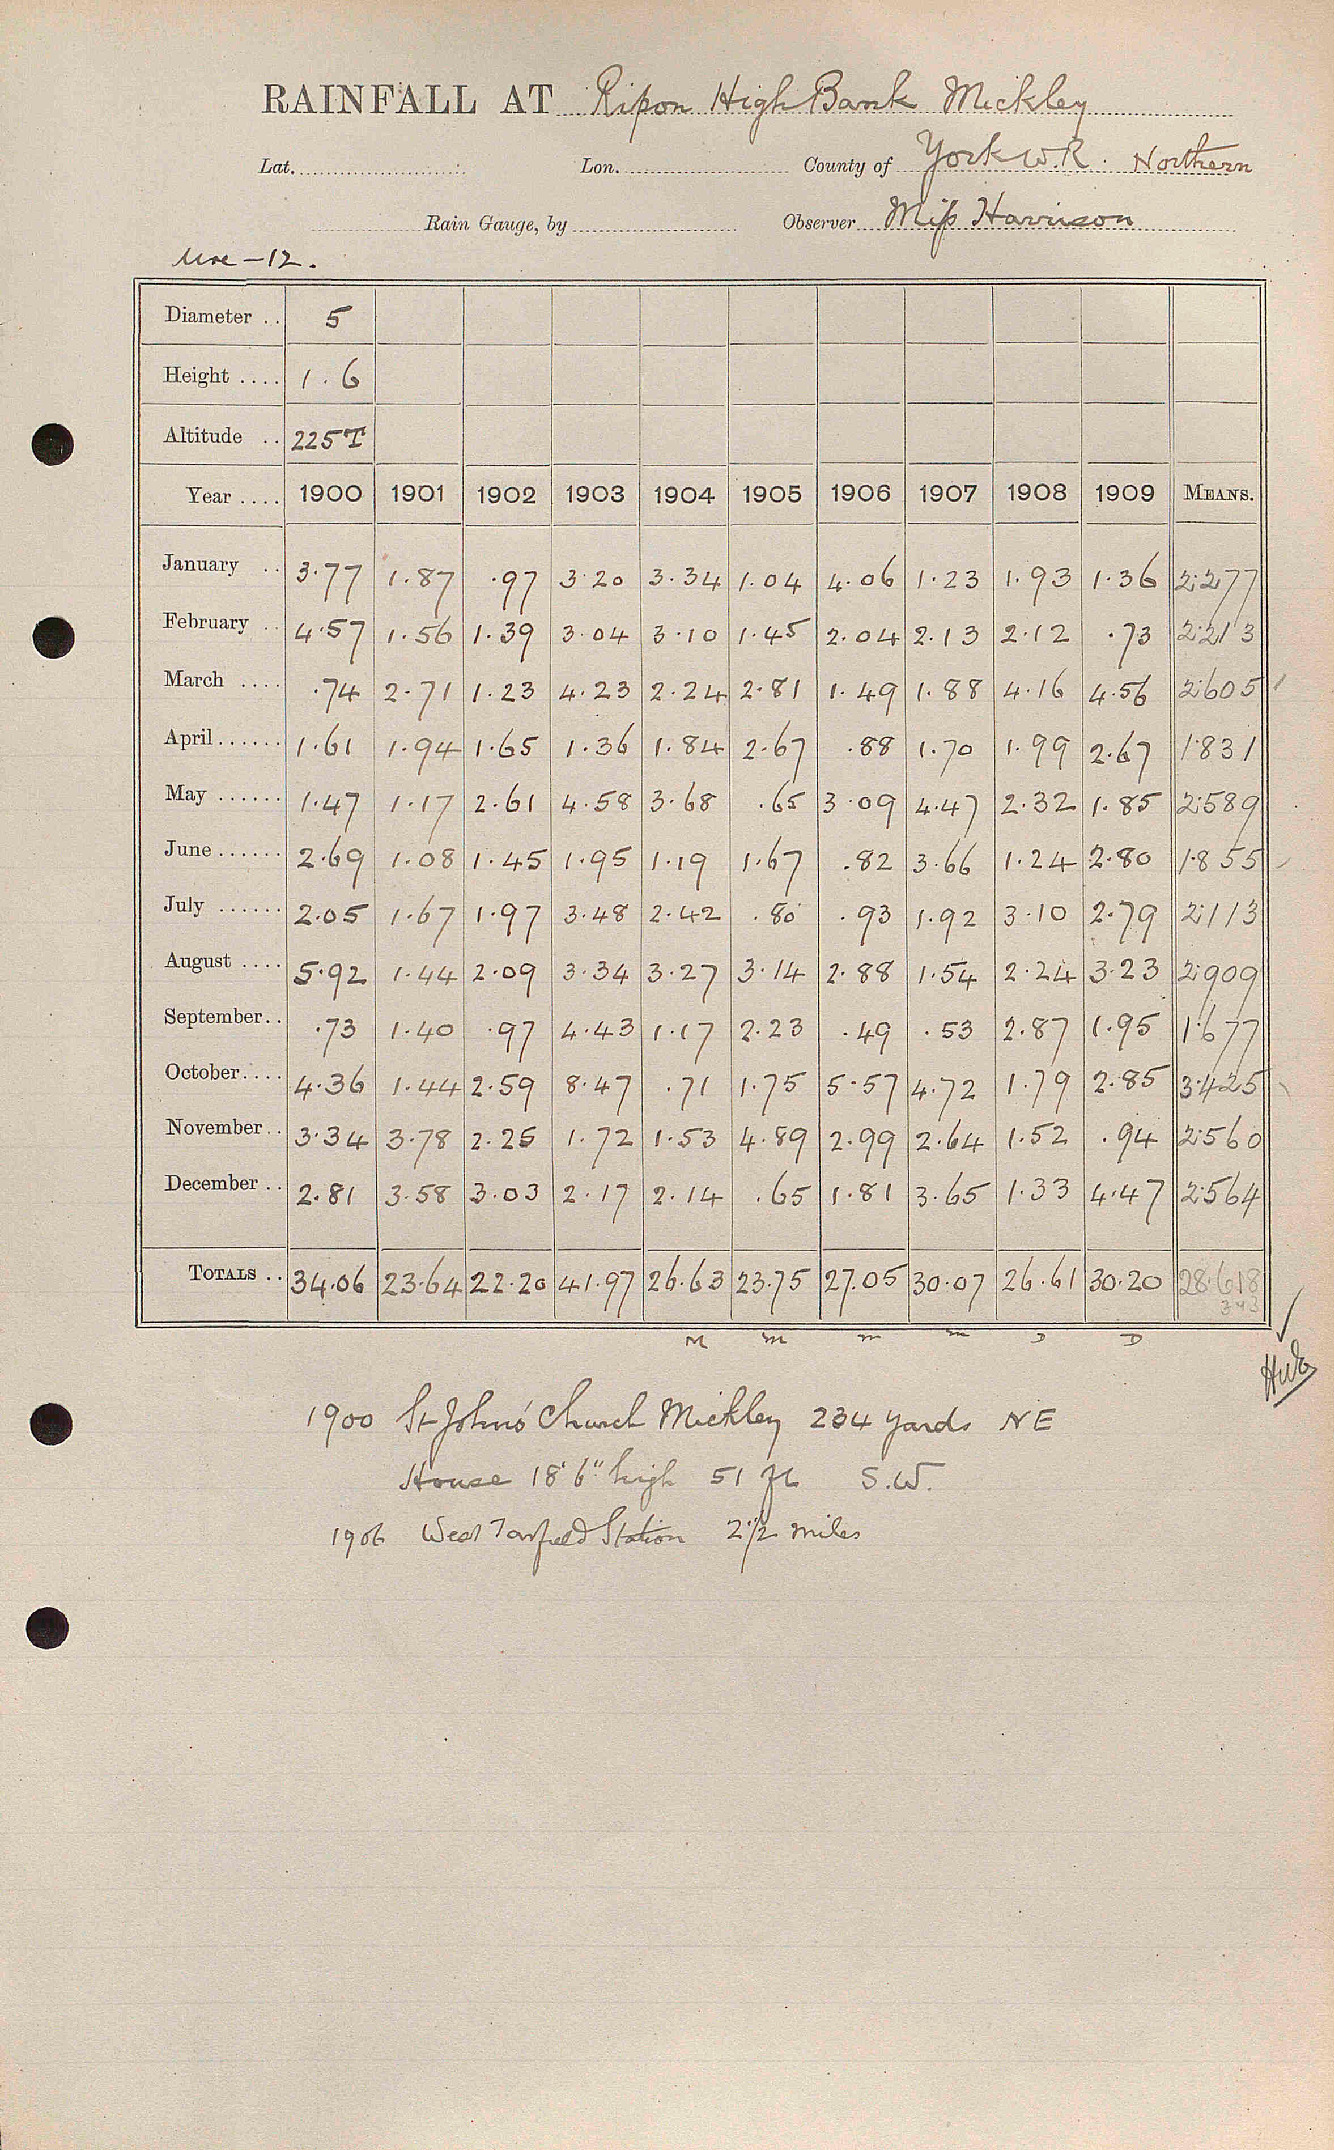 RAINFALL AT Ripon High Bank Mickley
Lat. Lon. County of York W.R. Northern
Rain Gauge, by Observer Miss Harrison
Ure - 12.
Diameter .. 5
Height .... 1.6
Altitude .. 225T
Year .... 1900 1901 1902 1903 1904 1905 1906 1907 1908 1909 MEANS.
January .. 3.77 1.87 .97 3.20 3.34 1.04 4.06 1.23 1.93 1.36 2.277
February .. 4.57 1.56 1.39 3.04 3.10 1.45 2.04 2.13 2.12 .73 2.213
March .... .74 2.71 1.23 4.23 2.24 2.81 1.49 1.88 4.16 4.56 2.605
April ...... 1.61 1.94 1.65 1.36 1.84 2.67 .88 1.70 1.99 2.67 1.831
May ...... 1.47 1.17 2.61 4.58 3.68 .65 3.09 4.47 2.32 1.85 2.589
June ...... 2.69 1.08 1.45 1.95 1.19 1.67 .82 3.66 1.24 2.80 1.855
July ...... 2.05 1.67 1.97 3.48 2.42 .80 .93 1.92 3.10 2.79 2.113
August .... 5.92 1.44 2.09 3.34 3.27 3.14 2.88 1.54 2.24 3.23 2.909
September .. .73 1.40 .97 4.43 1.17 2.23 .49 .53 2.87 1.95 1.677
October .... 4.36 1.44 2.59 8.47 .71 1.75 5.57 4.72 1.79 2.85 3.425
November .. 3.34 3.78 2.25 1.72 1.53 4.89 2.99 2.64 1.52 .94 2.560
December .. 2.81 3.58 3.03 2.17 2.14 .65 1.81 3.65 1.33 4.47 2.564
TOTALS .. 34.06 23.64 22.20 41.97 26.63 23.75 27.05 30.07 26.61 30.20 28.618
M m m m D D
1900 St Johns' Church Mickley 234 yards NE
House 18' 6" high 51 ft S.W.
1906 West Tanfield Station 2 1/2 miles